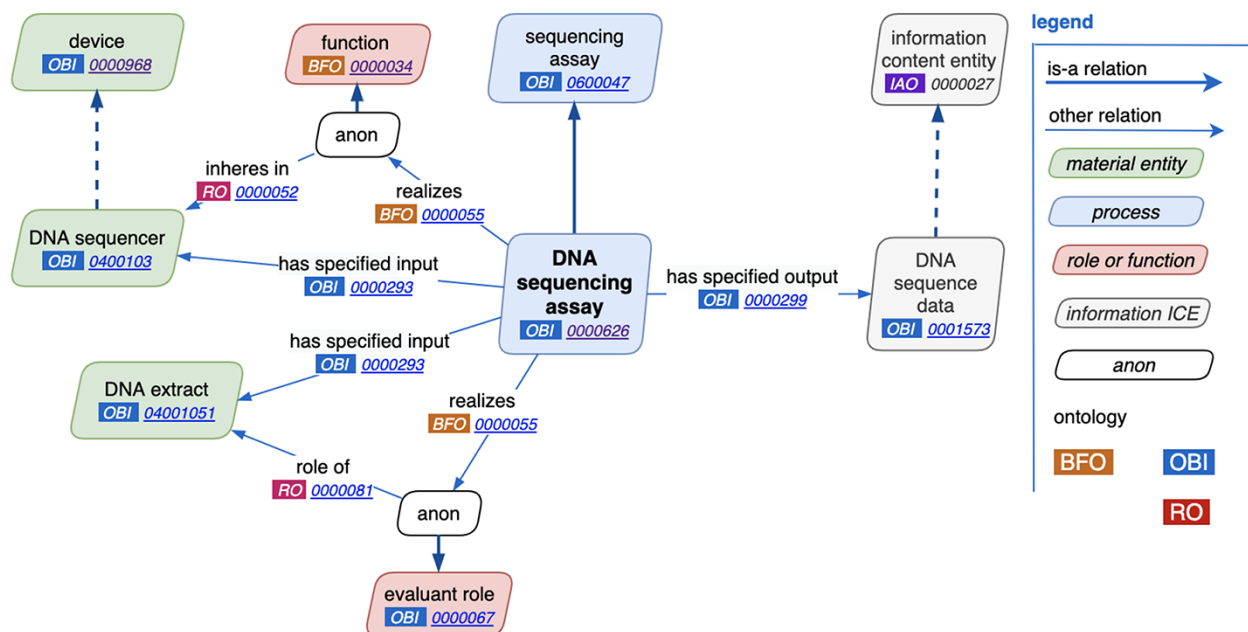 device
OBI 0000968
function
BFO 0000034
sequencing
assay
OBI 0600047
information
content entity
IAO 0000027
legend
is-a relation
other relation
material entity
process
role or function
information ICE
anon
ontology
BFO
OBI
RO
anon
inheres in
RO 0000052
realizes
BFO 0000055
DNA sequencer
OBI 0400103
has specified input
OBI 0000293
DNA
sequencing
assay
OBI 0000626
has specified output
OBI 0000299
DNA
sequence
data
OBI 0001573
has specified input
OBI 0000293
DNA extract
OBI 04001051
realizes
BFO 0000055
role of
RO 0000081
anon
evaluant role
OBI 0000067